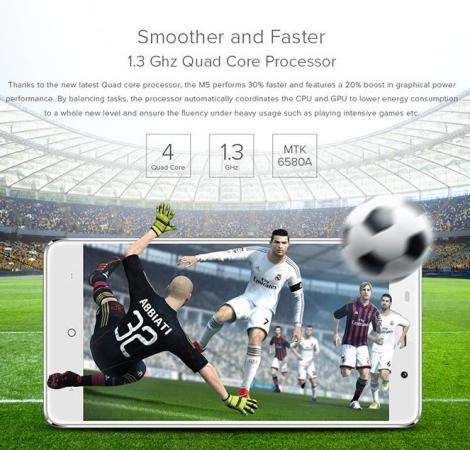 Smoother and Faster
1.3 Ghz Quad Core Processor
Thanks to the new latest Quad core processor, the M5 performs 30% faster and features a 20% boost in graphical power
performance. By balancing tasks, the processor automatically coordinates the CPU and GPU to lower energy consumption
to a whole new level and ensure the fluency under heavy usage such as playing intensive games etc.
4
Quad Core
1.3
GHz
MTK
6580A
ABBIATI
32